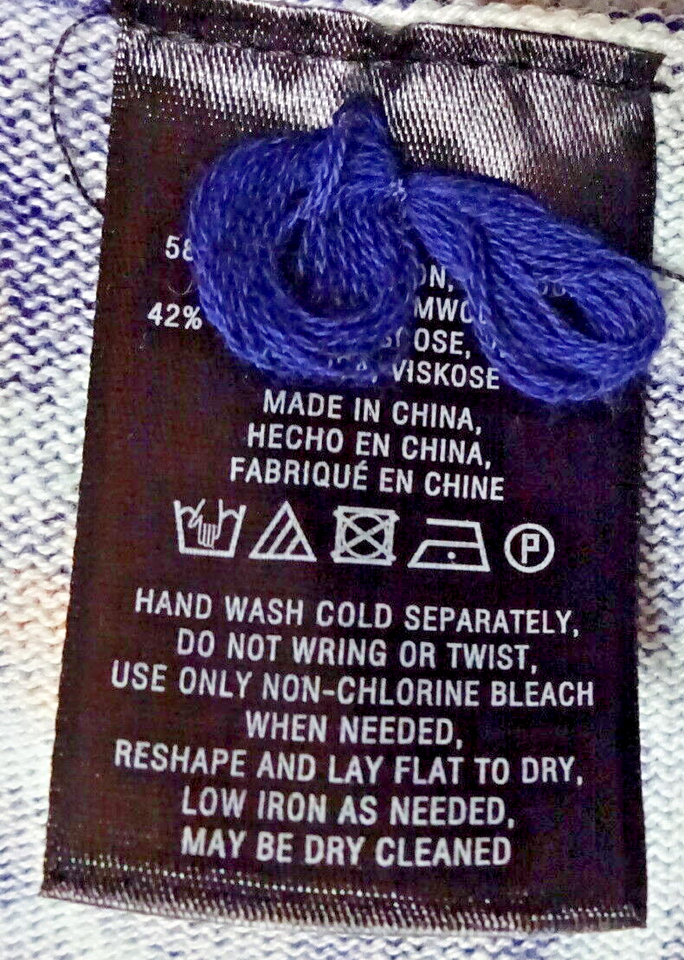 58
42%
VISKOSE
MADE IN CHINA,
HECHO EN CHINA,
FABRIQUÉ EN CHINE
P
HAND WASH COLD SEPARATELY,
DO NOT WRING OR TWIST,
USE ONLY NON-CHLORINE BLEACH
WHEN NEEDED,
RESHAPE AND LAY FLAT TO DRY,
LOW IRON AS NEEDED,
MAY BE DRY CLEANED